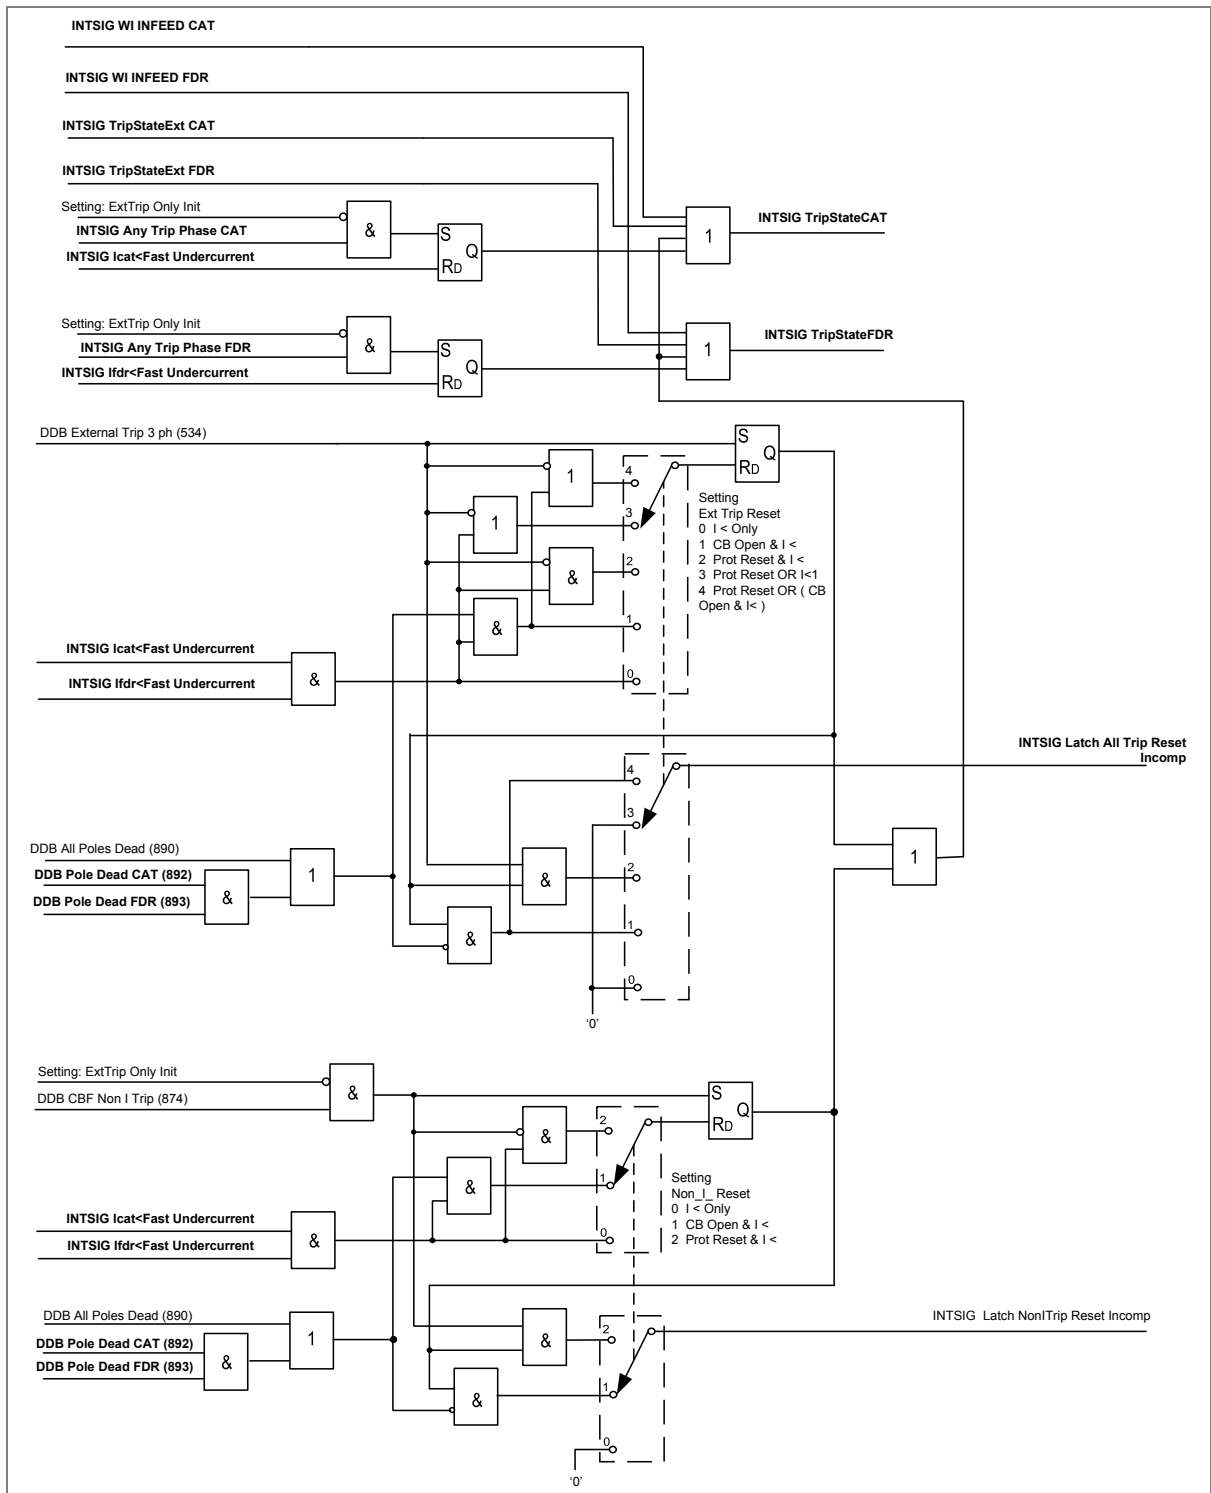 INTSIG WI INFEED CAT
INTSIG WI INFEED FDR
INTSIG TripStateExt CAT
INTSIG TripStateExt FDR
Setting: ExtTrip Only Init
INTSIG Any Trip Phase CAT
INTSIG Icat<Fast Undercurrent
&
S
Q
RD
1
INTSIG TripStateCAT
Setting: ExtTrip Only Init
INTSIG Any Trip Phase FDR
INTSIG Ifdr<Fast Undercurrent
&
S
Q
RD
1
INTSIG TripStateFDR
DDB External Trip 3 ph (534)
S
Q
RD
1
4
1
3
&
2
&
1
0
Setting
Ext Trip Reset
0 I < Only
1 CB Open & I <
2 Prot Reset & I <
3 Prot Reset OR I<1
4 Prot Reset OR ( CB
Open & I< )
INTSIG Icat<Fast Undercurrent
INTSIG Ifdr<Fast Undercurrent
&
INTSIG Latch All Trip Reset
Incomp
4
3
2
1
0
DDB All Poles Dead (890)
DDB Pole Dead CAT (892)
DDB Pole Dead FDR (893)
&
1
&
&
1
'0'
Setting: ExtTrip Only Init
DDB CBF Non I Trip (874)
&
S
Q
RD
&
2
&
1
0
Setting
Non_I_ Reset
0 I < Only
1 CB Open & I <
2 Prot Reset & I <
INTSIG Icat<Fast Undercurrent
INTSIG Ifdr<Fast Undercurrent
&
DDB All Poles Dead (890)
DDB Pole Dead CAT (892)
DDB Pole Dead FDR (893)
&
1
&
2
&
1
0
'0'
INTSIG Latch NonITrip Reset Incomp